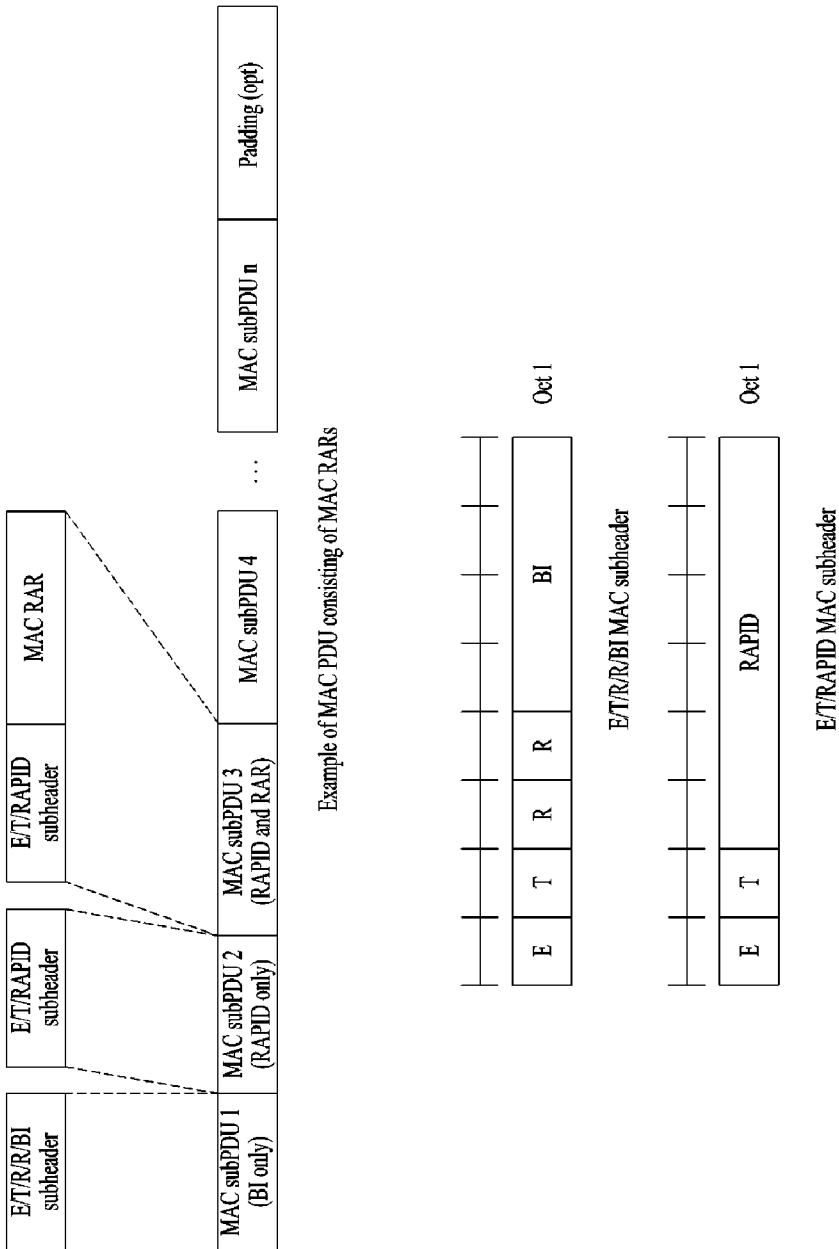 E/T/R/R/BI
subheader
E/T/RAPID
subheader
E/T/RAPID
subheader
MAC RAR
MAC subPDU 1
(BI only)
MAC subPDU 2
(RAPID only)
MAC subPDU 3
(RAPID and RAR)
MAC subPDU 4
...
MAC subPDU n
Padding (opt)
Example of MAC PDU consisting of MAC RARs
E
T
R
R
BI
Oct 1
E/T/R/R/BI MAC subheader
E
T
RAPID
Oct 1
E/T/RAPID MAC subheader